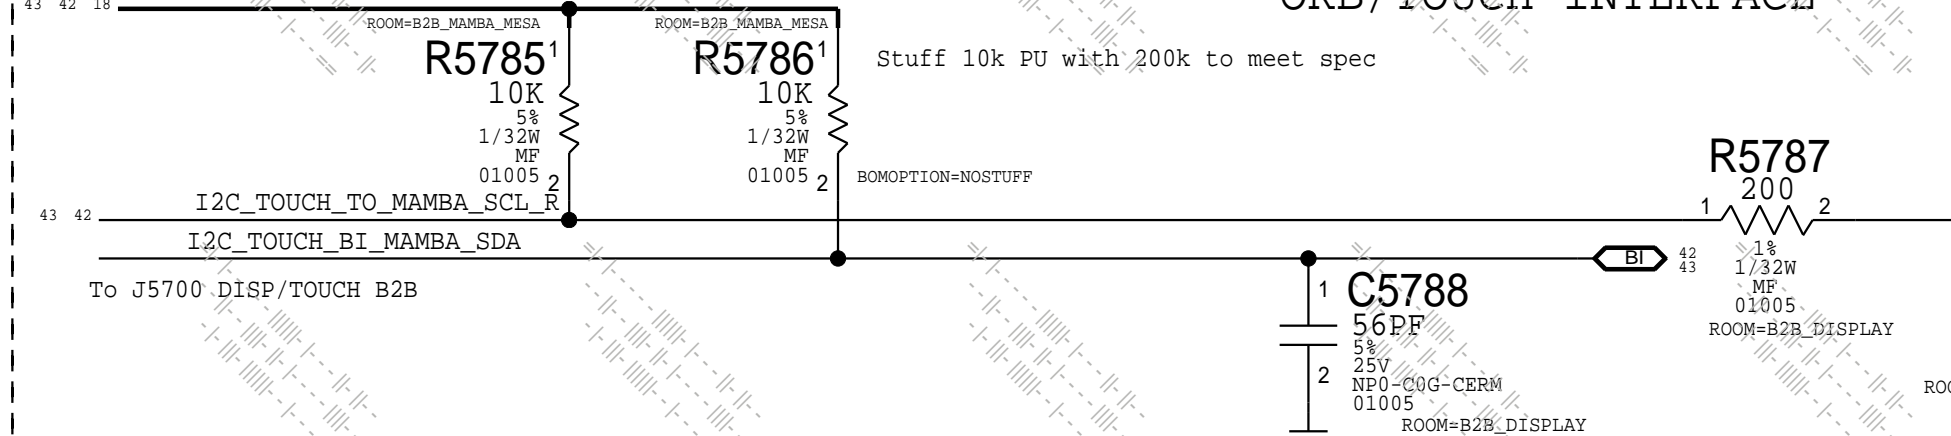 43 42 18
ORB/TOUCH INTERFACE
ROOM=B2B_MAMBA_MESA
R5785
1
10K
5%
1/32W
MF
01005
2
ROOM=B2B_MAMBA_MESA
R5786
1
10K
5%
1/32W
MF
01005
2
Stuff 10k PU with 200k to meet spec
BOMOPTION=NOSTUFF
43 42
I2C_TOUCH_TO_MAMBA_SCL_R
I2C_TOUCH_BI_MAMBA_SDA
To J5700 DISP/TOUCH B2B
BI
42
43
R5787
200
1
2
1%
1/32W
MF
01005
ROOM=B2B_DISPLAY
1
C5788
56PF
5%
25V
2
NP0-C0G-CERM
01005
ROOM=B2B_DISPLAY